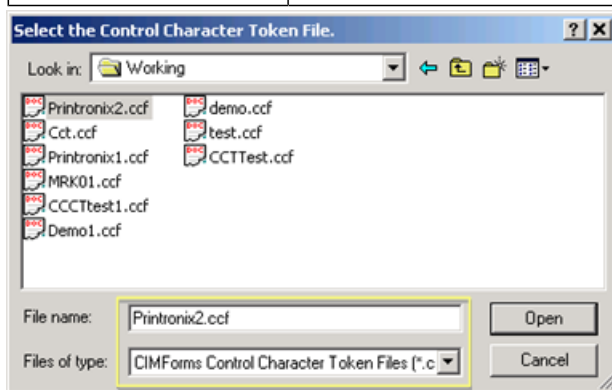 Select the Control Character Token File.
Look in: Working
Printronix2.ccf demo.ccf
Cct.ccf test.ccf
Printronix1.ccf CCTTest.ccf
MRK01.ccf
CCCTtest1.ccf
Demo1.ccf
File name: Printronix2.ccf Open
Files of type: CIMForms Control Character Token Files (*.c Cancel